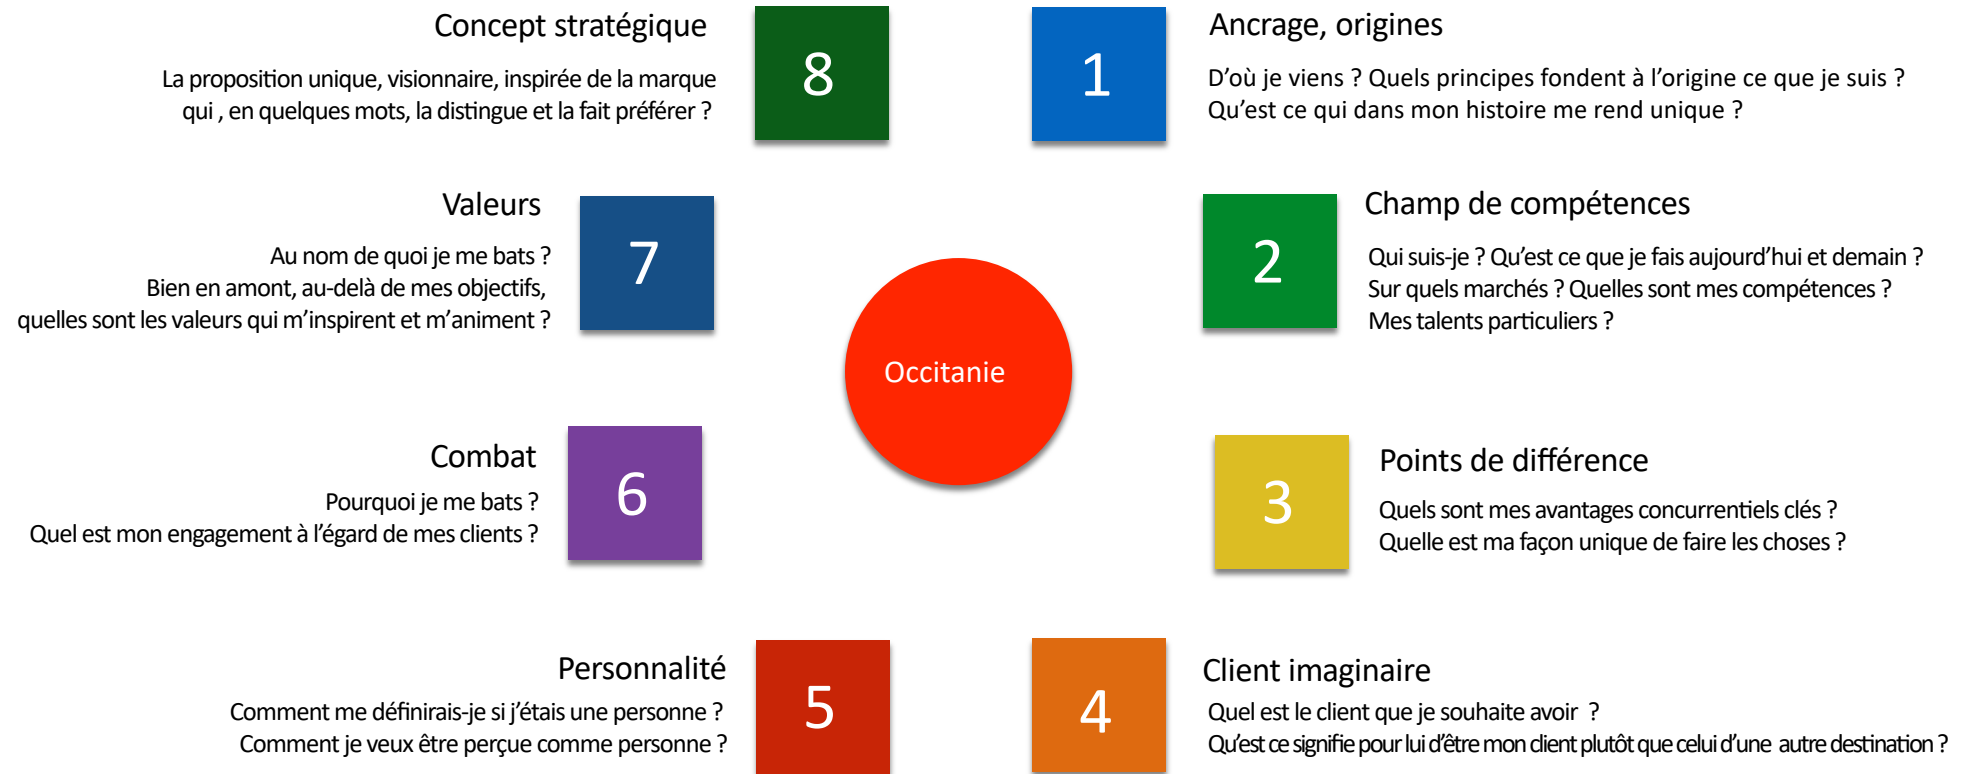 Concept stratégique
La proposition unique, visionnaire, inspirée de la marque
qui , en quelques mots, la distingue et la fait préférer ?
8
1
Ancrage, origines
D’où je viens ? Quels principes fondent à l’origine ce que je suis ?
Qu’est ce qui dans mon histoire me rend unique ?
Valeurs
Au nom de quoi je me bats ?
Bien en amont, au-delà de mes objectifs,
quelles sont les valeurs qui m’inspirent et m’animent ?
7
2
Champ de compétences
Qui suis-je ? Qu’est ce que je fais aujourd’hui et demain ?
Sur quels marchés ? Quelles sont mes compétences ?
Mes talents particuliers ?
Occitanie
Combat
Pourquoi je me bats ?
Quel est mon engagement à l’égard de mes clients ?
6
3
Points de différence
Quels sont mes avantages concurrentiels clés ?
Quelle est ma façon unique de faire les choses ?
Personnalité
Comment me définirais-je si j’étais une personne ?
Comment je veux être perçue comme personne ?
5
4
Client imaginaire
Quel est le client que je souhaite avoir ?
Qu’est ce signifie pour lui d’être mon client plutôt que celui d’une autre destination ?